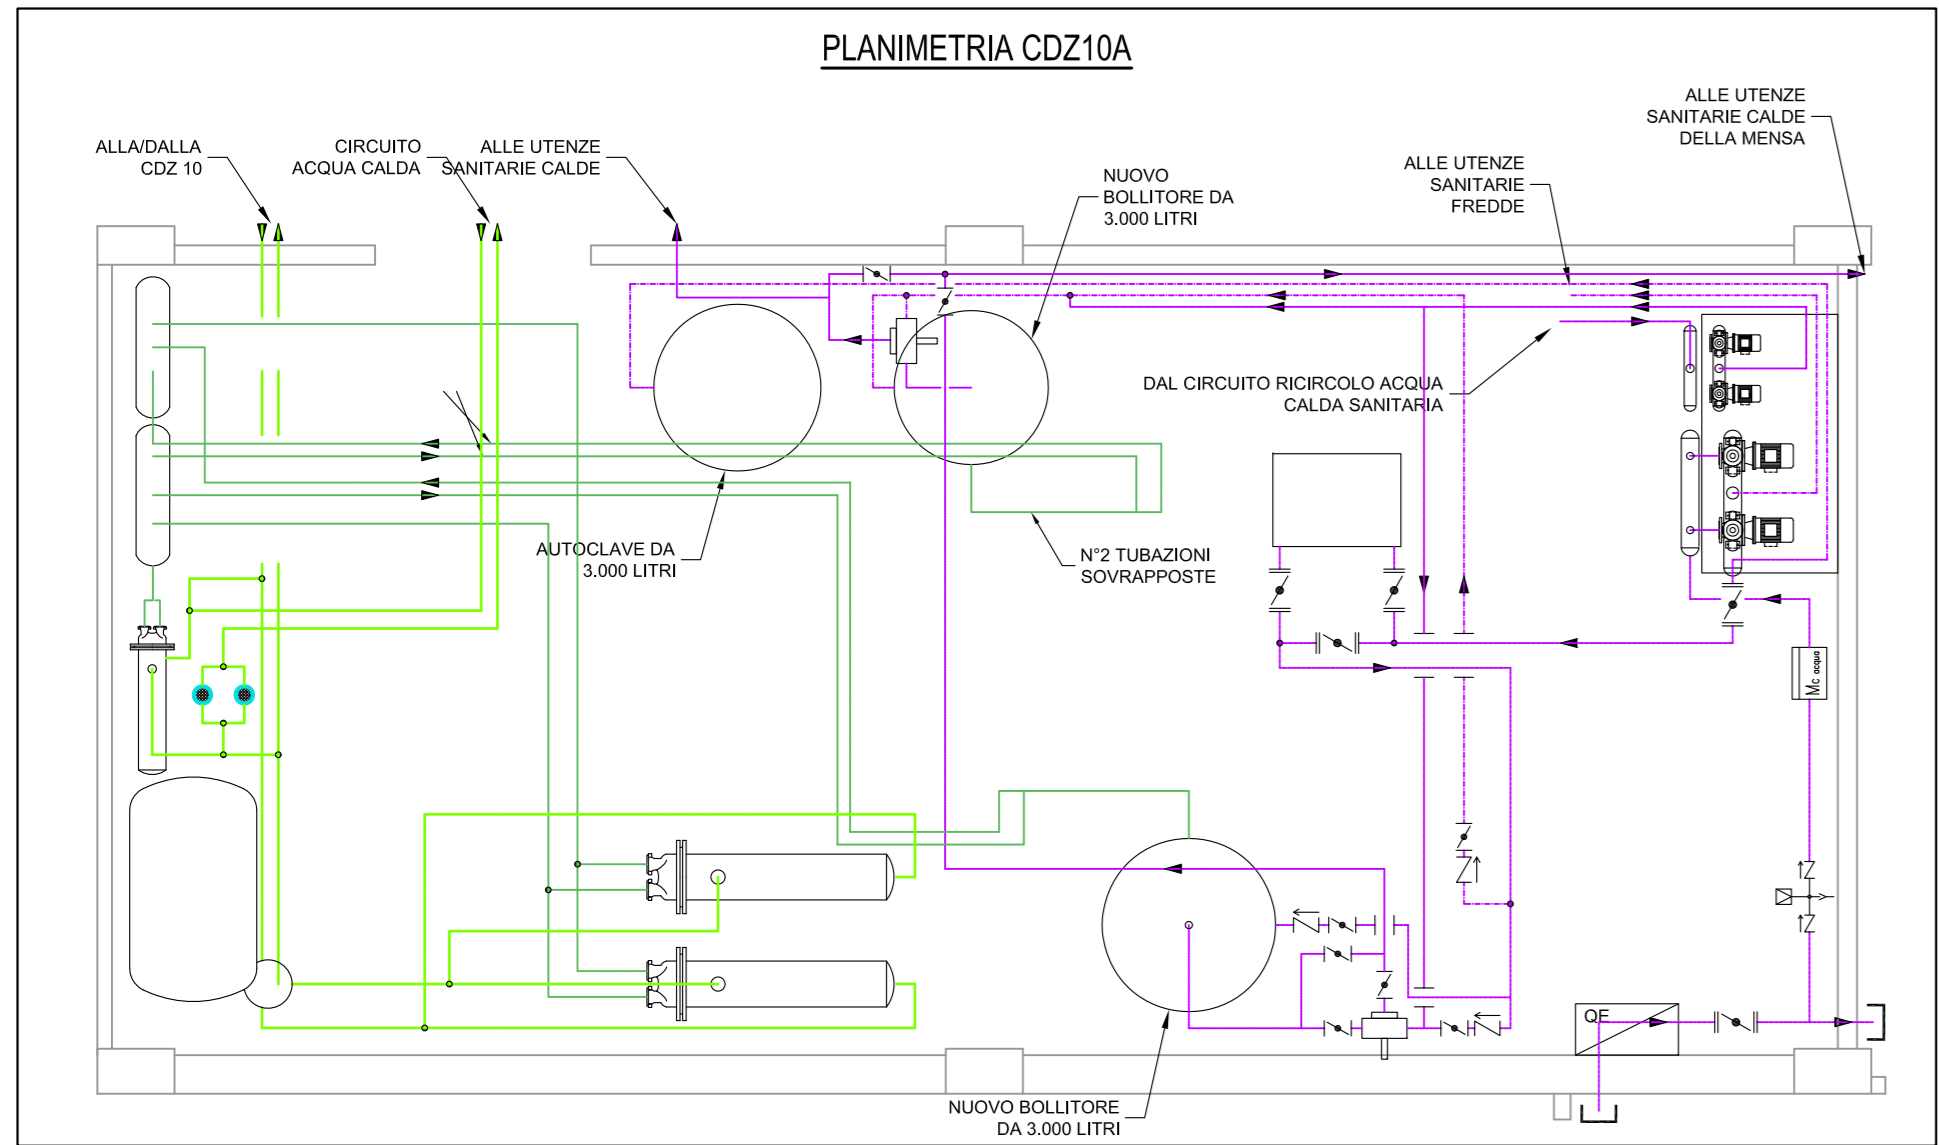 PLANIMETRIA CDZ10A
ALLA/DALLA
CDZ 10
CIRCUITO
ACQUA CALDA
ALLE UTENZE
SANITARIE CALDE
NUOVO
BOLLITORE DA
3.000 LITRI
ALLE UTENZE
SANITARIE
FREDDE
ALLE UTENZE
SANITARIE CALDE
DELLA MENSA
DAL CIRCUITO RICIRCOLO ACQUA
CALDA SANITARIA
AUTOCLAVE DA
3.000 LITRI
N°2 TUBAZIONI
SOVRAPPOSTE
Mc acqua
QF
NUOVO BOLLITORE
DA 3.000 LITRI